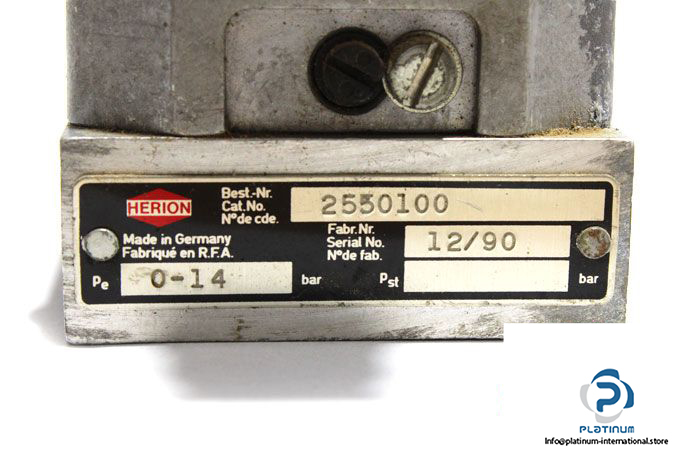 HERION
Best.-Nr.
Cat.No.
N° de cde.
2550100
Made in Germany
Fabriqué en R.F.A.
Fabr.Nr.
Serial No.
N° de fab.
12/90
Pe 0-14 bar
Pst bar
PLATINUM
Info@platinum-international.store